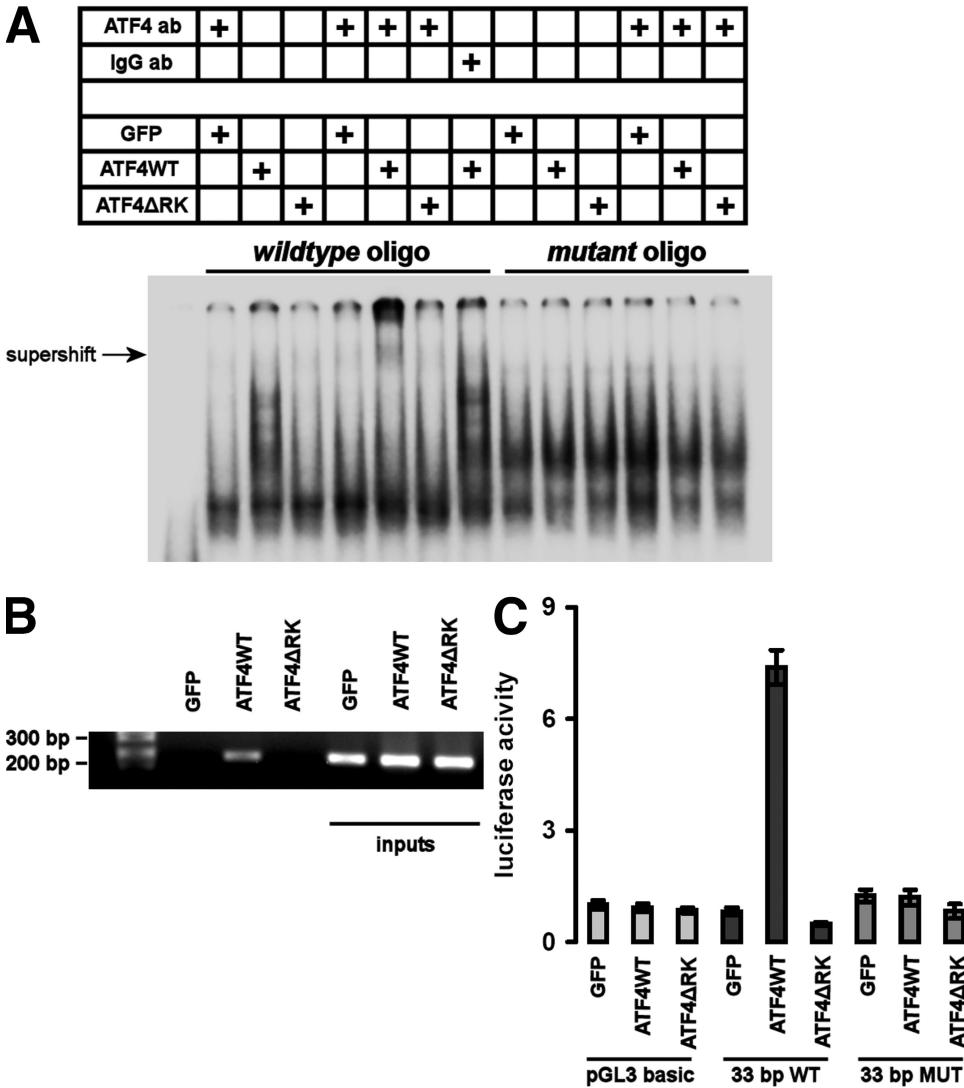 A
ATF4 ab + + + + + + +
IgG ab +
GFP + + + +
ATF4WT + + + + +
ATF4ΔRK + + + +
wildtype oligo mutant oligo
supershift
B
GFP ATF4WT ATF4ΔRK GFP ATF4WT ATF4ΔRK
300 bp
200 bp
inputs
C
luciferase acivity
9
6
3
0
GFP ATF4WT ATF4ΔRK GFP ATF4WT ATF4ΔRK GFP ATF4WT ATF4ΔRK
pGL3 basic 33 bp WT 33 bp MUT